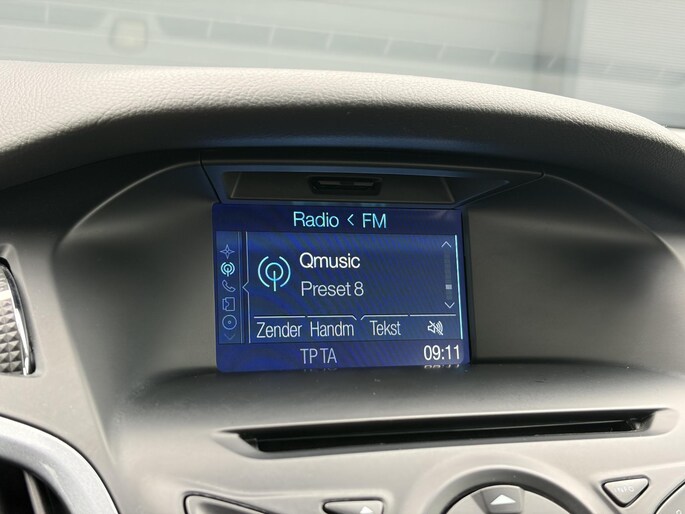 Radio < FM
Qmusic
Preset 8
Zender Handm Tekst
TP TA 09:11